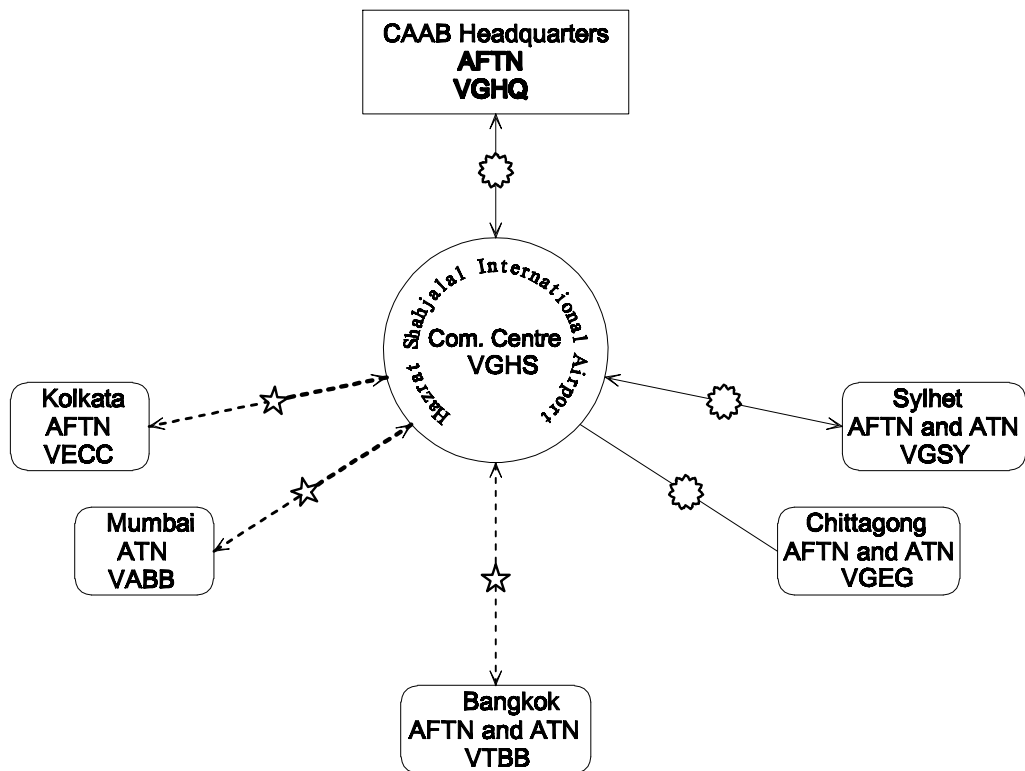 CAAB Headquarters
AFTN
VGHQ
Hazrat Shahjalal International Airport
Com. Centre
VGHS
Kolkata
AFTN
VECC
Sylhet
AFTN and ATN
VGSY
Mumbai
ATN
VABB
Chittagong
AFTN and ATN
VGEG
Bangkok
AFTN and ATN
VTBB